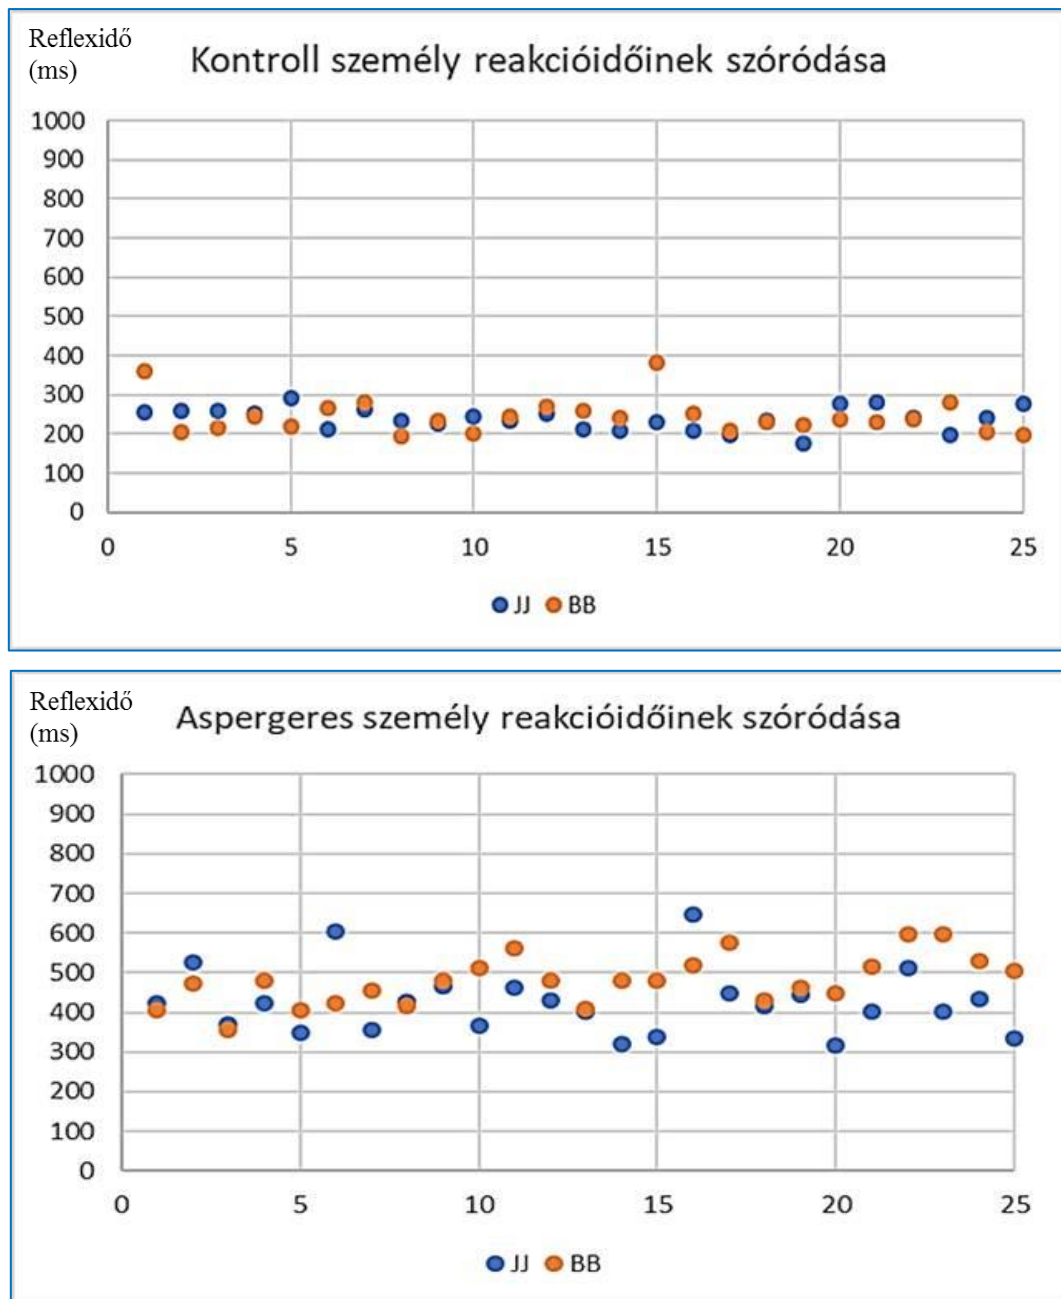 Reflexidő
(ms)
Kontroll személy reakcióidőinek szóródása
1000
900
800
700
600
500
400
300
200
100
0
0 5 10 15 20 25
JJ BB
Reflexidő
(ms)
Aspergeres személy reakcióidőinek szóródása
1000
900
800
700
600
500
400
300
200
100
0
0 5 10 15 20 25
JJ BB